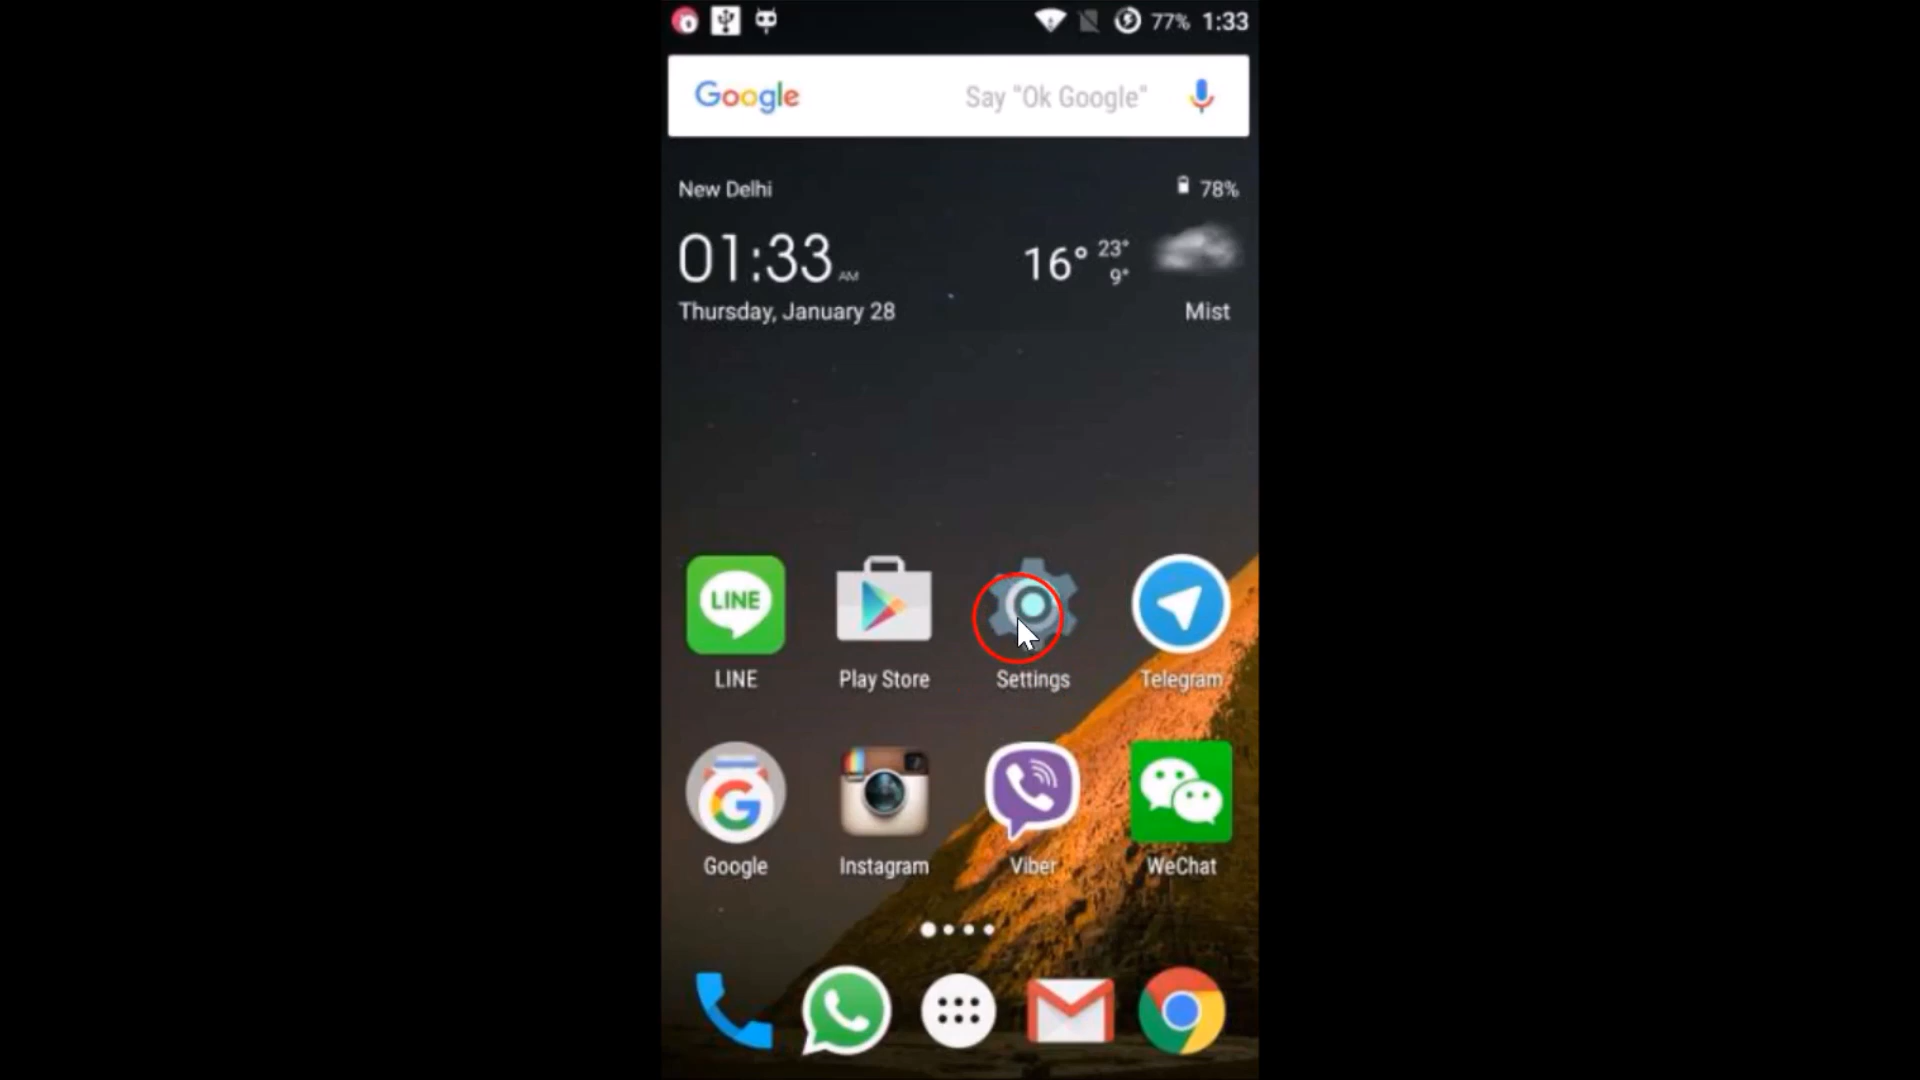 77% 1:33
Google Say "Ok Google"
New Delhi 78%
01:33 AM 16° 23° 9°
Thursday, January 28 Mist
LINE
LINE Play Store Settings Telegram
G
Google Instagram Viber WeChat